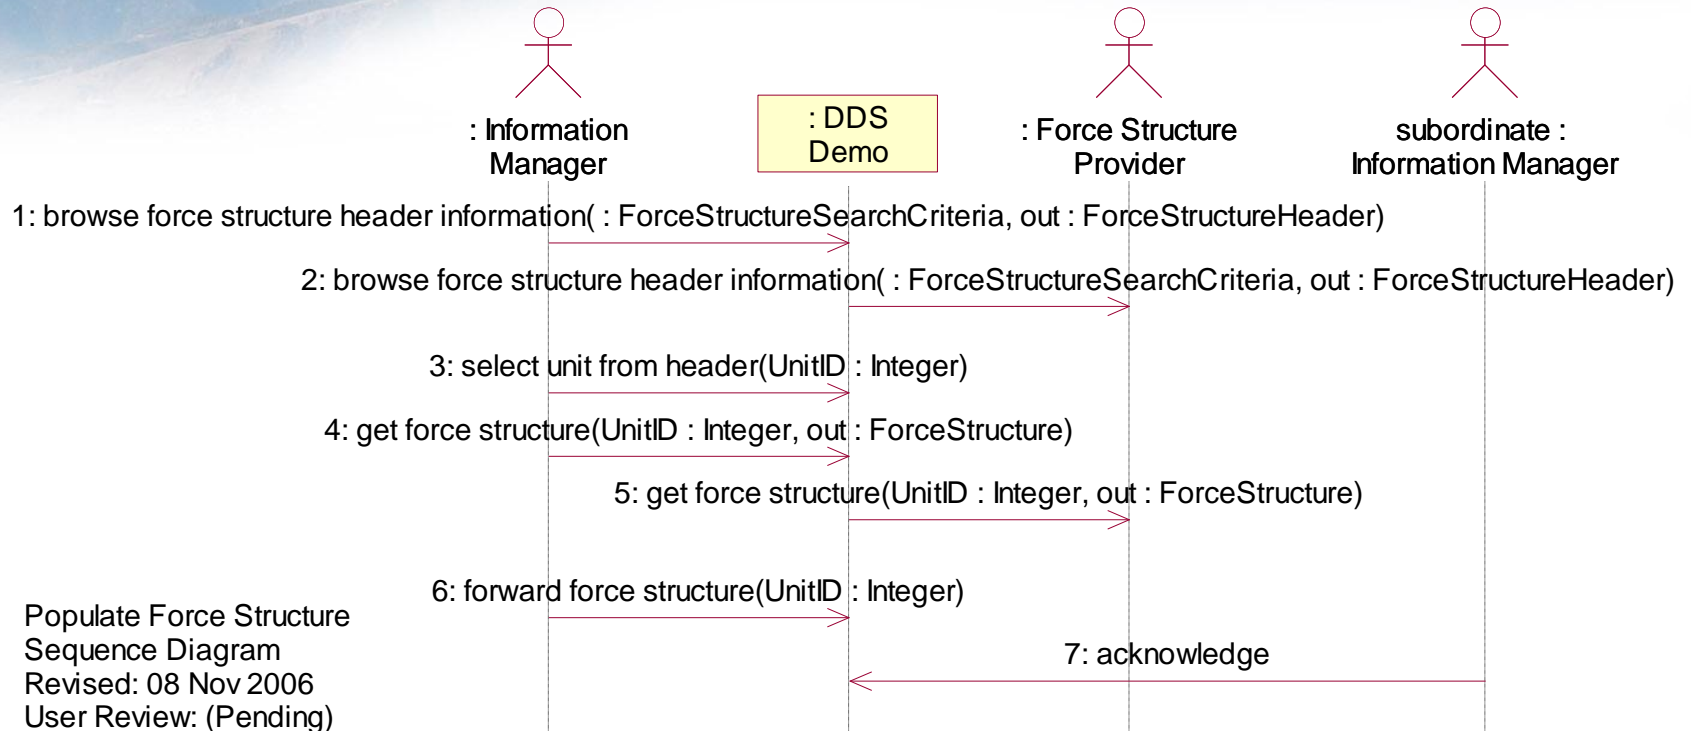 : Information
Manager
: DDS
Demo
: Force Structure
Provider
subordinate :
Information Manager
1: browse force structure header information( : ForceStructureSearchCriteria, out : ForceStructureHeader)
2: browse force structure header information( : ForceStructureSearchCriteria, out : ForceStructureHeader)
3: select unit from header(UnitID : Integer)
4: get force structure(UnitID : Integer, out : ForceStructure)
5: get force structure(UnitID : Integer, out : ForceStructure)
6: forward force structure(UnitID : Integer)
7: acknowledge
Populate Force Structure
Sequence Diagram
Revised: 08 Nov 2006
User Review: (Pending)